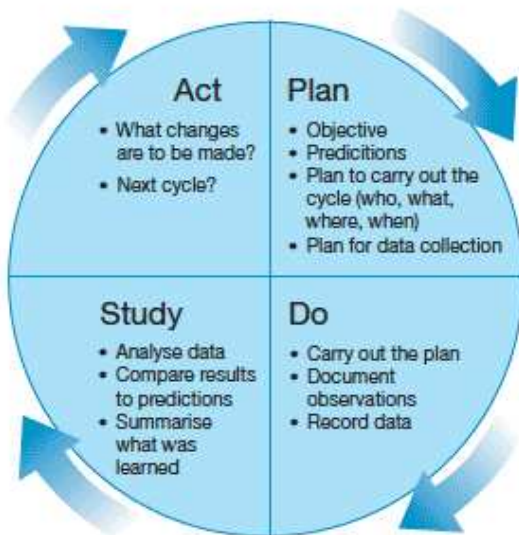 Act
• What changes
are to be made?
• Next cycle?
Plan
• Objective
• Predicitions
• Plan to carry out the
cycle (who, what,
where, when)
• Plan for data collection
Study
• Analyse data
• Compare results
to predictions
• Summarise
what was
learned
Do
• Carry out the plan
• Document
observations
• Record data